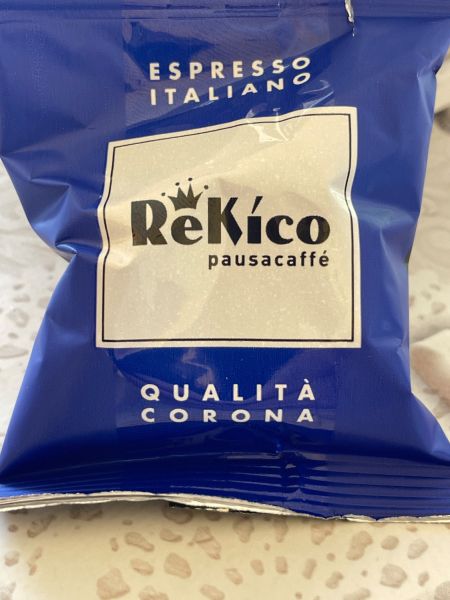 ESPRESSO
ITALIANO
ReKíco
pausacaffé
QUALITÀ
CORONA